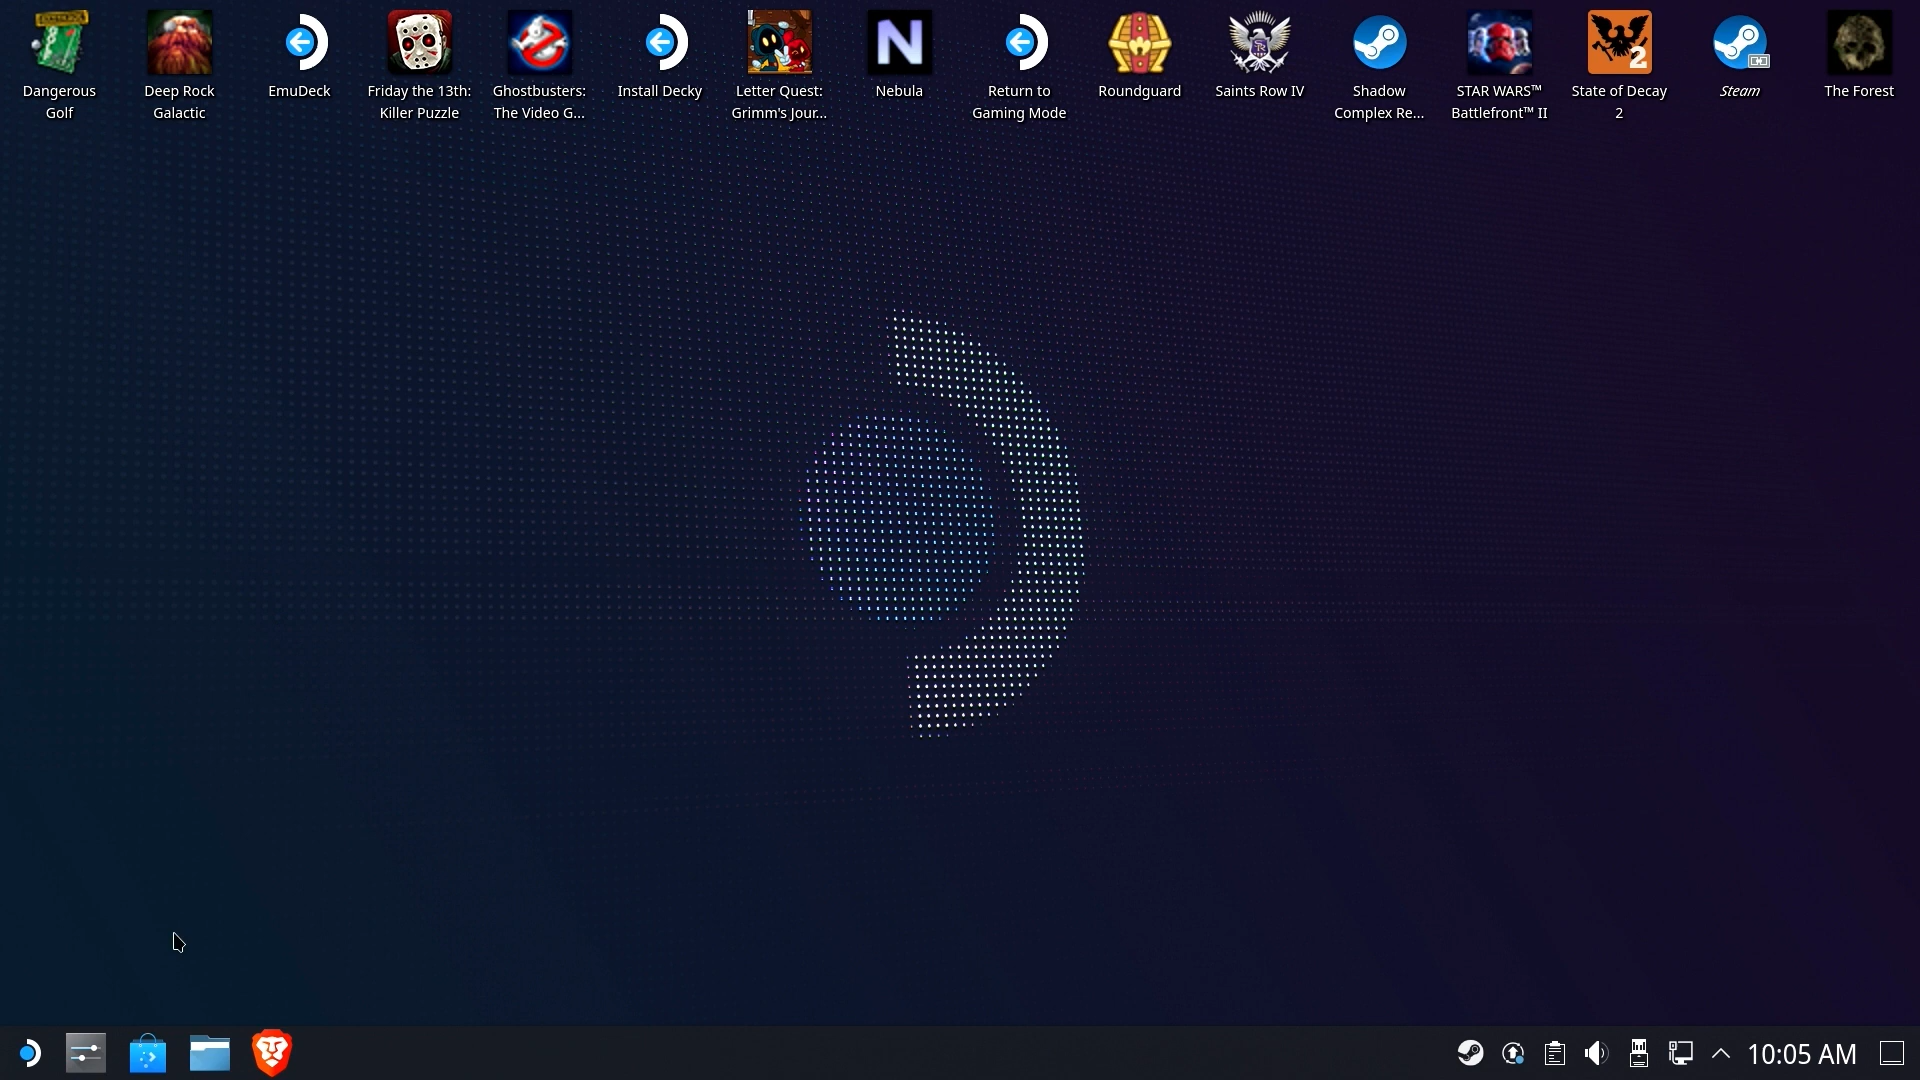 Dangerous
Golf
Deep Rock
Galactic
EmuDeck
Friday the 13th:
Killer Puzzle
Ghostbusters:
The Video G...
Install Decky
Letter Quest:
Grimm's Jour...
N
Nebula
Return to
Gaming Mode
Roundguard
SR
Saints Row IV
Shadow
Complex Re...
STAR WARS™
Battlefront™ II
2
State of Decay
2
Steam
The Forest
10:05 AM